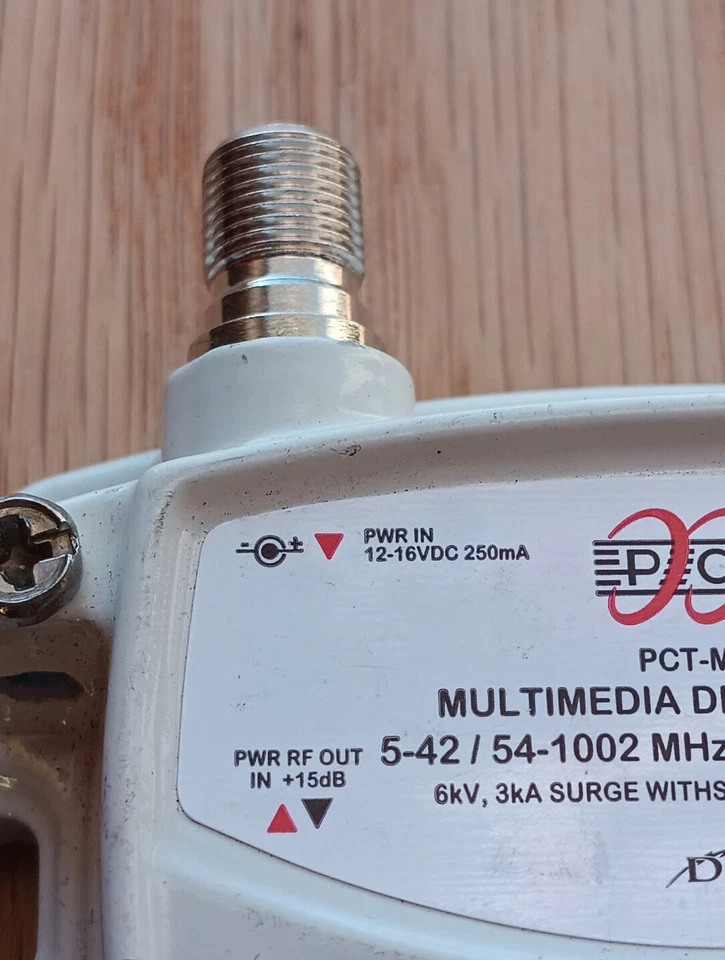 PWR IN
12-16VDC 250mA
PC
PCT-M
MULTIMEDIA D
PWR RF OUT
IN +15dB
5-42 / 54-1002 MHz
6kV, 3kA SURGE WITHS
D